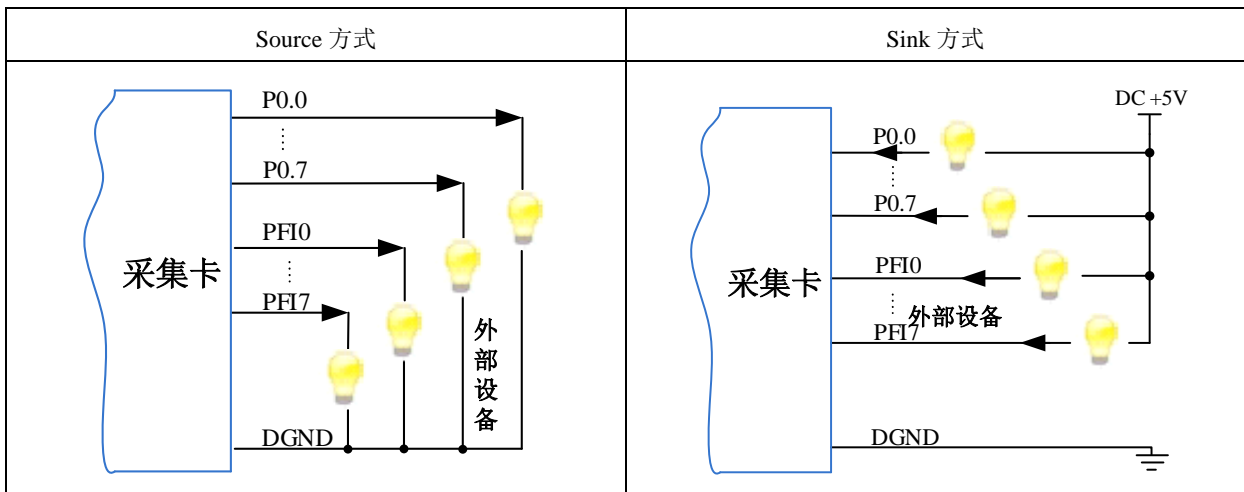 Source 方式
Sink 方式
P0.0
P0.7
PFI0
PFI7
采集卡
外部设备
DGND
DC +5V
P0.0
P0.7
PFI0
PFI7
采集卡
外部设备
DGND